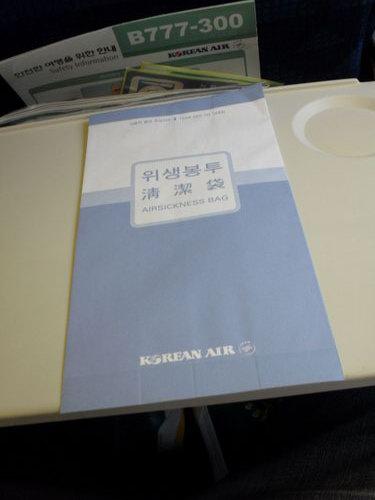 B777-300
안전한 여행을 위한 안내
Safety Information
KOREAN AIR
위생봉투
淸潔袋
AIRSICKNESS BAG
KOREAN AIR